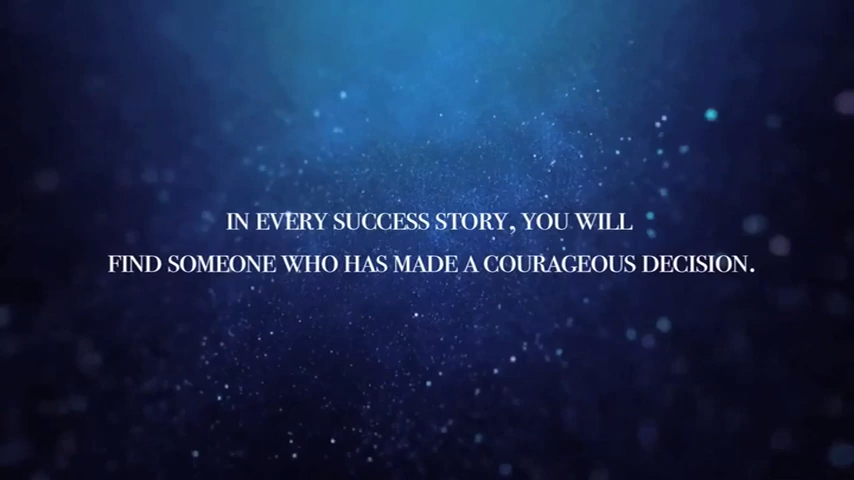 IN EVERY SUCCESS STORY, YOU WILL
FIND SOMEONE WHO HAS MADE A COURAGEOUS DECISION.